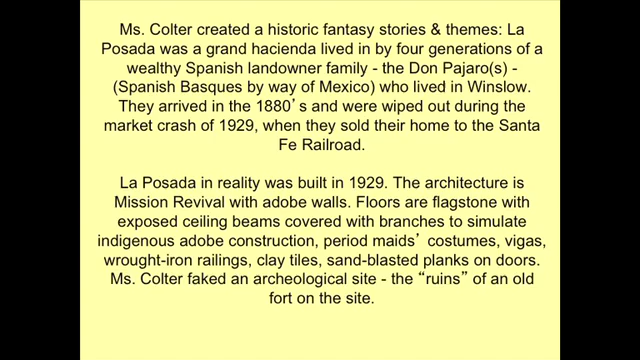 Ms. Colter created a historic fantasy stories & themes: La
Posada was a grand hacienda lived in by four generations of a
wealthy Spanish landowner family - the Don Pajaro(s) -
(Spanish Basques by way of Mexico) who lived in Winslow.
They arrived in the 1880’s and were wiped out during the
market crash of 1929, when they sold their home to the Santa
Fe Railroad.
La Posada in reality was built in 1929. The architecture is
Mission Revival with adobe walls. Floors are flagstone with
exposed ceiling beams covered with branches to simulate
indigenous adobe construction, period maids’ costumes, vigas,
wrought-iron railings, clay tiles, sand-blasted planks on doors.
Ms. Colter faked an archeological site - the “ruins” of an old
fort on the site.